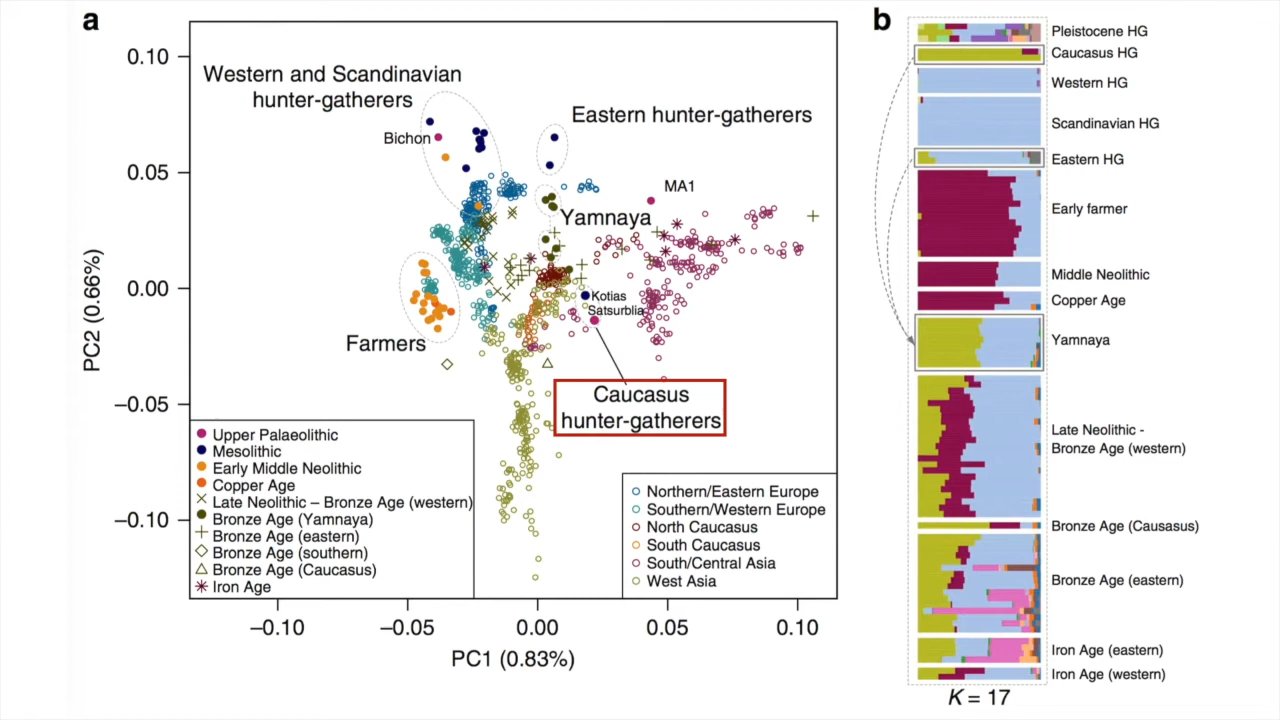 a
b
0.10
0.05
0.00
−0.05
−0.10
PC2 (0.66%)
Western and Scandinavian
hunter-gatherers
Bichon
Eastern hunter-gatherers
MA1
Yamnaya
Kotias
Satsurblia
Farmers
Caucasus
hunter-gatherers
Upper Palaeolithic
Mesolithic
Early Middle Neolithic
Copper Age
Late Neolithic – Bronze Age (western)
Bronze Age (Yamnaya)
Bronze Age (eastern)
Bronze Age (southern)
Bronze Age (Caucasus)
Iron Age
Northern/Eastern Europe
Southern/Western Europe
North Caucasus
South Caucasus
South/Central Asia
West Asia
−0.10
−0.05
0.00
0.05
0.10
PC1 (0.83%)
Pleistocene HG
Caucasus HG
Western HG
Scandinavian HG
Eastern HG
Early farmer
Middle Neolithic
Copper Age
Yamnaya
Late Neolithic -
Bronze Age (western)
Bronze Age (Causasus)
Bronze Age (eastern)
Iron Age (eastern)
Iron Age (western)
K = 17